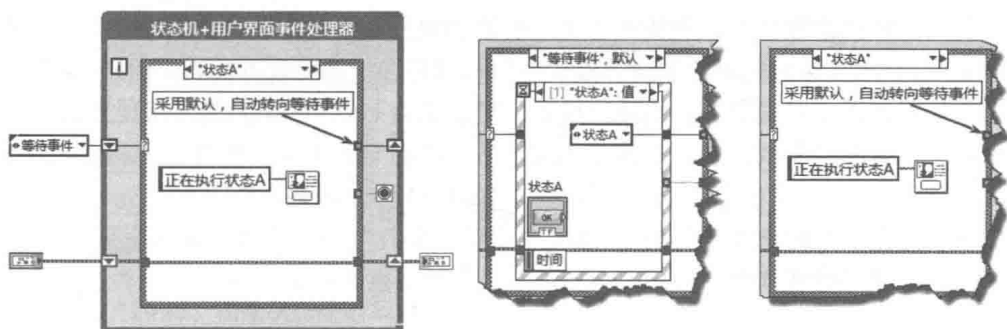 状态机+用户界面事件处理器
i
"状态A"
采用默认，自动转向等待事件
等待事件
?
正在执行状态A
"等待事件", 默认
[1] "状态A": 值
?
状态A
状态A
OK
TF
时间
"状态A"
采用默认，自动转向等待事件
?
正在执行状态A